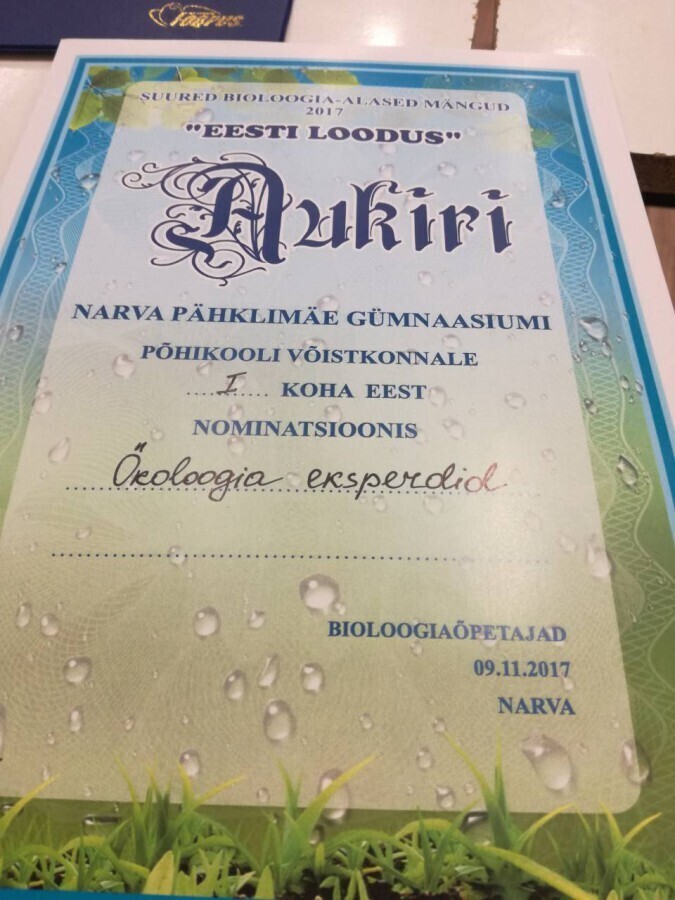 SUURED BIOLOOGIA-ALASED MÄNGUD
2017
"EESTI LOODUS"
Aukiri
NARVA PÄHKLIMÄE GÜMNAASIUMI
PÕHIKOOLI VÕISTKONNALE
......I...... KOHA EEST
NOMINATSIOONIS
Ökoloogia eksperdid
BIOLOOGIAÕPETAJAD
09.11.2017
NARVA